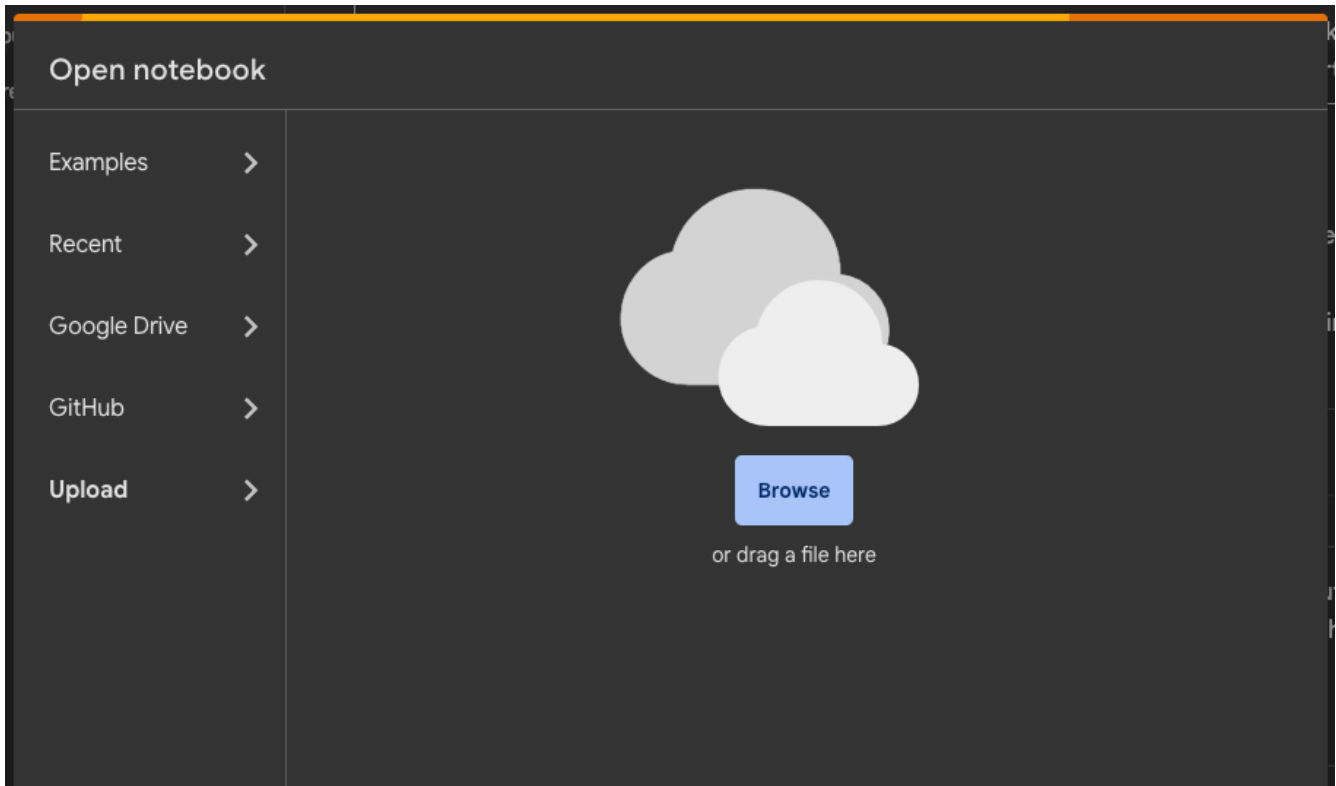 Open notebook
Examples
Recent
Google Drive
GitHub
Upload
Browse
or drag a file here